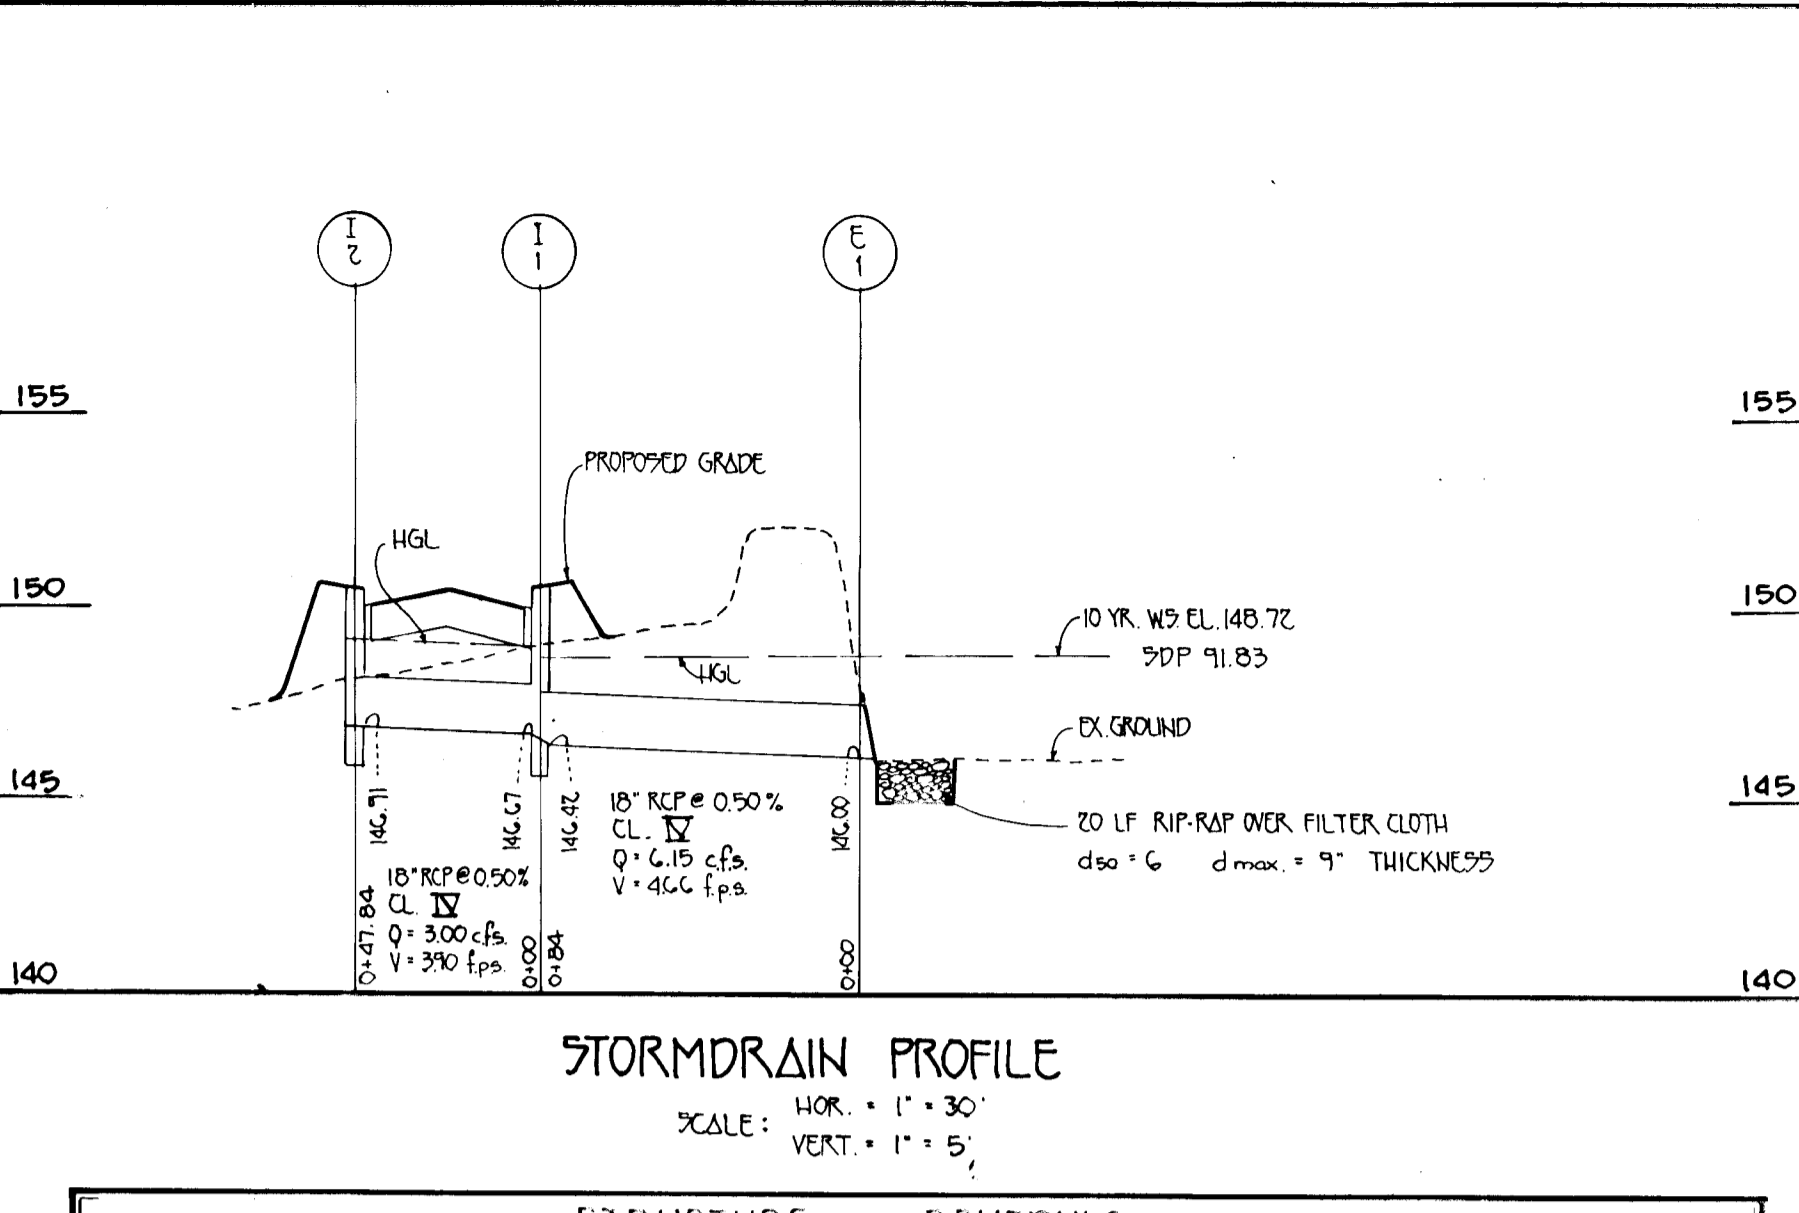 I
2
I
1
E
1
155
155
PROPOSED GRADE
HGL
150
150
10 YR. WS. EL. 148.72
SDP 91.83
HGL
EX. GROUND
145
145
146.91
146.67
146.42
146.00
18" RCP @ 0.50%
CL. IV
Q = 6.15 c.f.s.
V = 4.66 f.p.s.
20 LF RIP-RAP OVER FILTER CLOTH
d50 = 6 d max. = 9" THICKNESS
18" RCP @ 0.50%
CL. IV
Q = 3.00 cfs.
V = 3.90 f.p.s.
0+47.84
0+00
0+84
0+00
140
140
STORMDRAIN PROFILE
SCALE: HOR. = 1" = 30'
VERT. = 1" = 5'